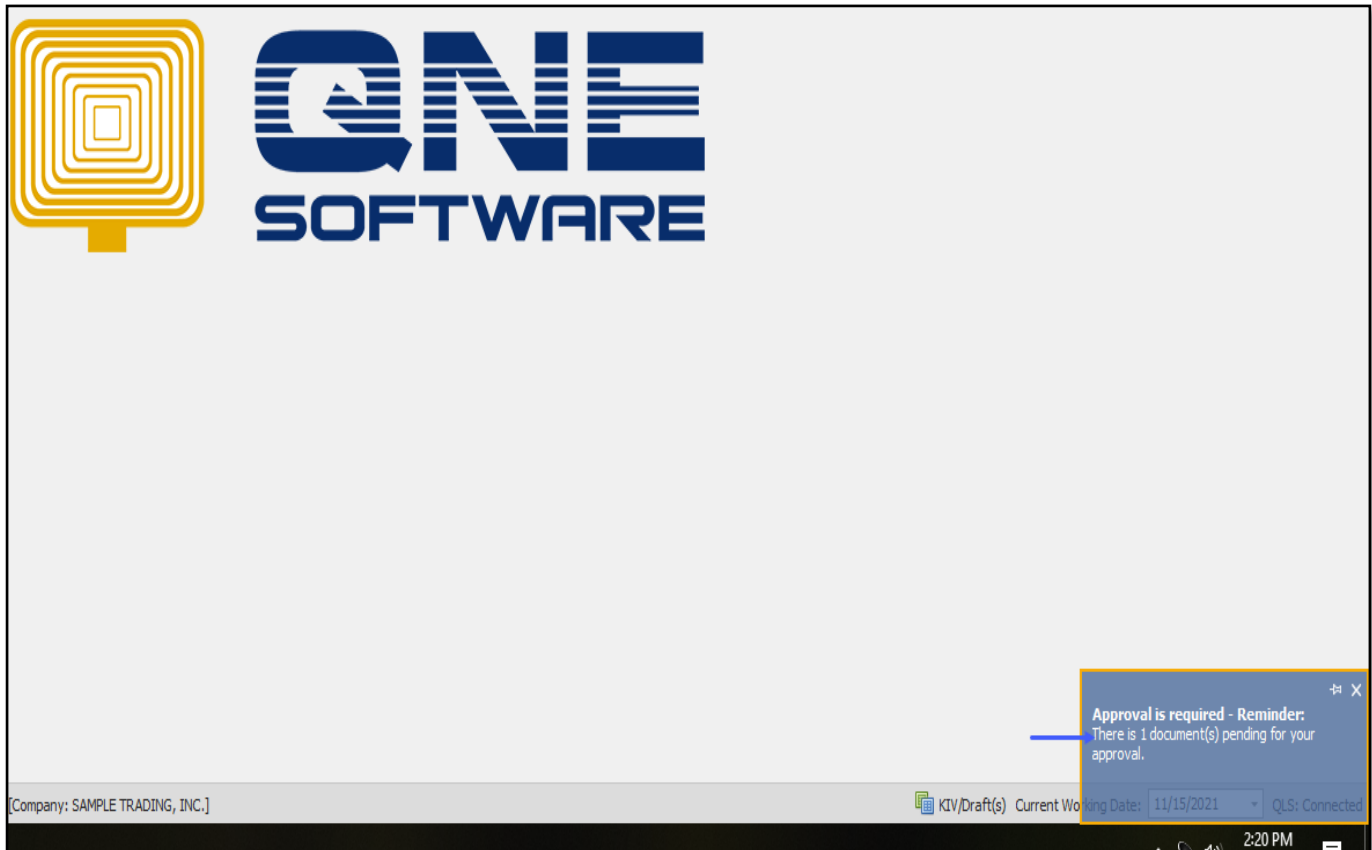 QNE
SOFTWARE
Approval is required - Reminder:
There is 1 document(s) pending for your
approval.
[Company: SAMPLE TRADING, INC.] KIV/Draft(s) Current Working Date: 11/15/2021 QLS: Connected
2:20 PM